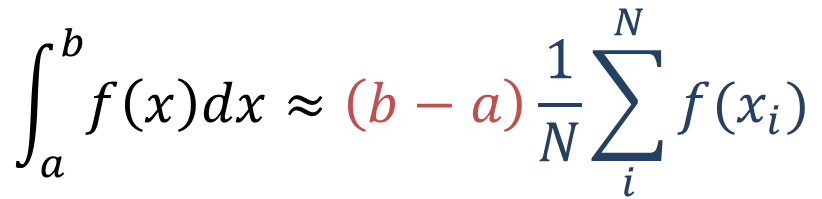 ∫_a^b f(x)dx ≈ (b − a) 1/N ∑_i^N f(x_i)